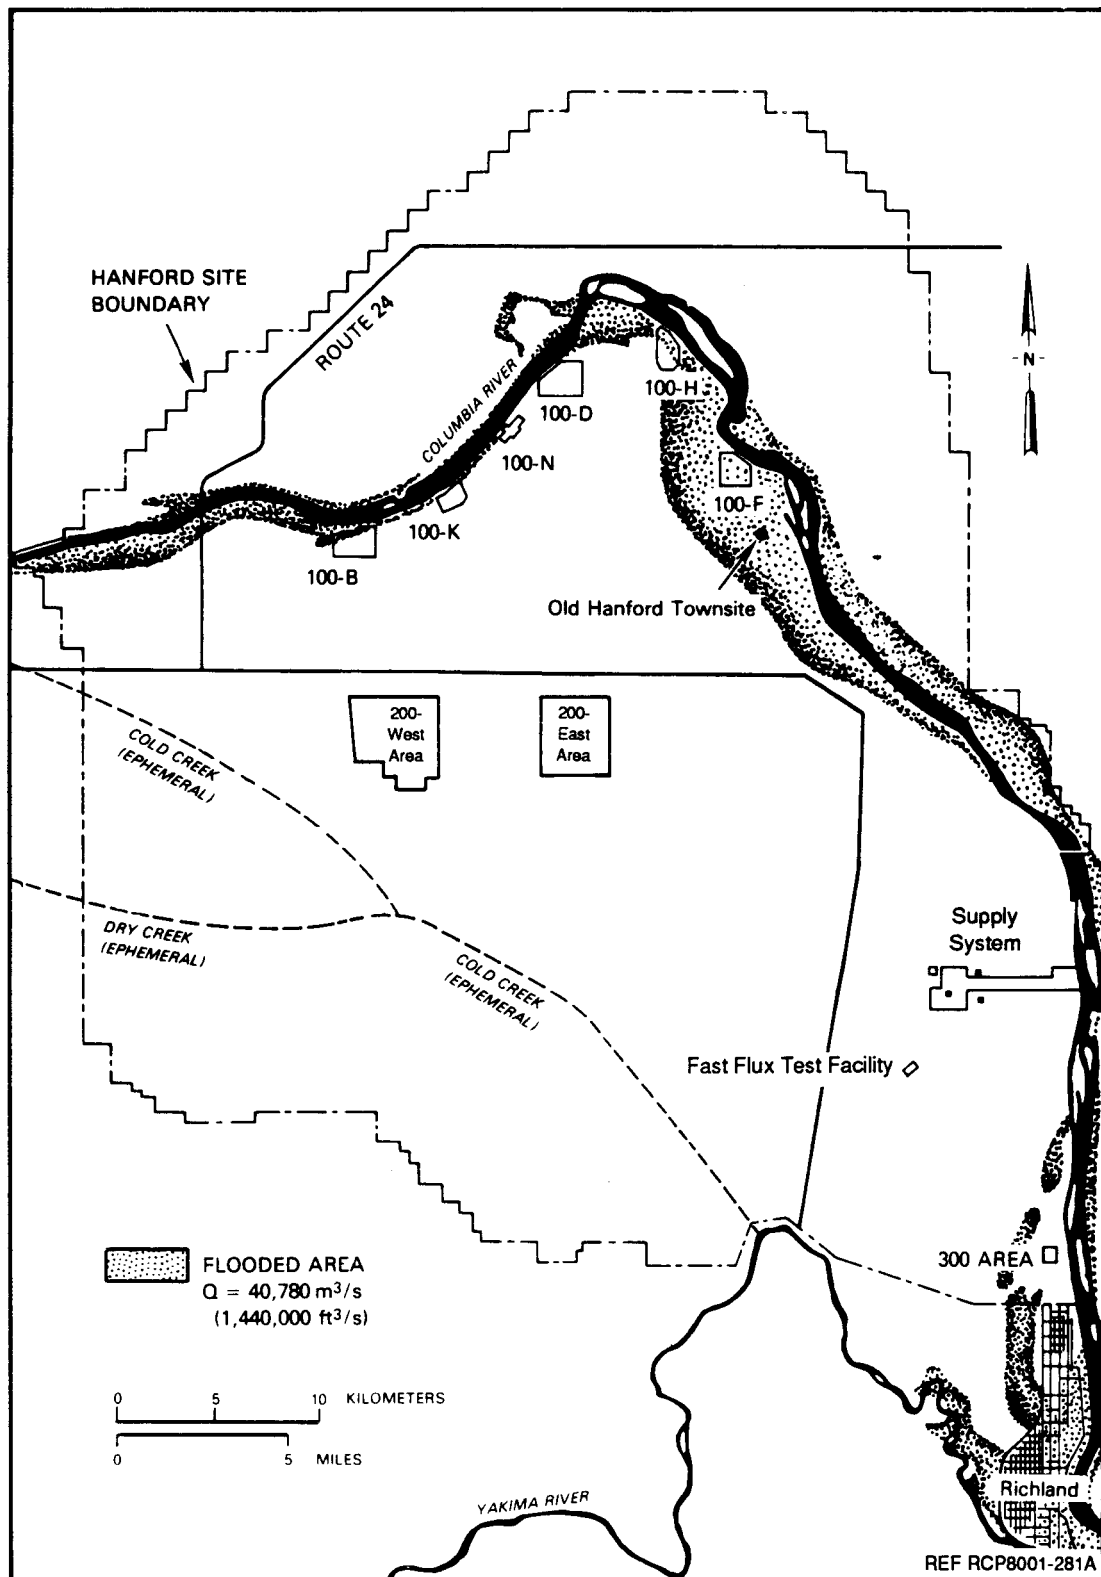 HANFORD SITE
BOUNDARY
ROUTE 24
COLUMBIA RIVER
N
100-H
100-D
100-N
100-F
100-K
100-B
Old Hanford Townsite
200-
West
Area
200-
East
Area
COLD CREEK
(EPHEMERAL)
DRY CREEK
(EPHEMERAL)
COLD CREEK
(EPHEMERAL)
Supply
System
Fast Flux Test Facility
300 AREA
FLOODED AREA
Q = 40,780 m³/s
(1,440,000 ft³/s)
0 5 10 KILOMETERS
0 5 MILES
YAKIMA RIVER
Richland
REF RCP8001-281A